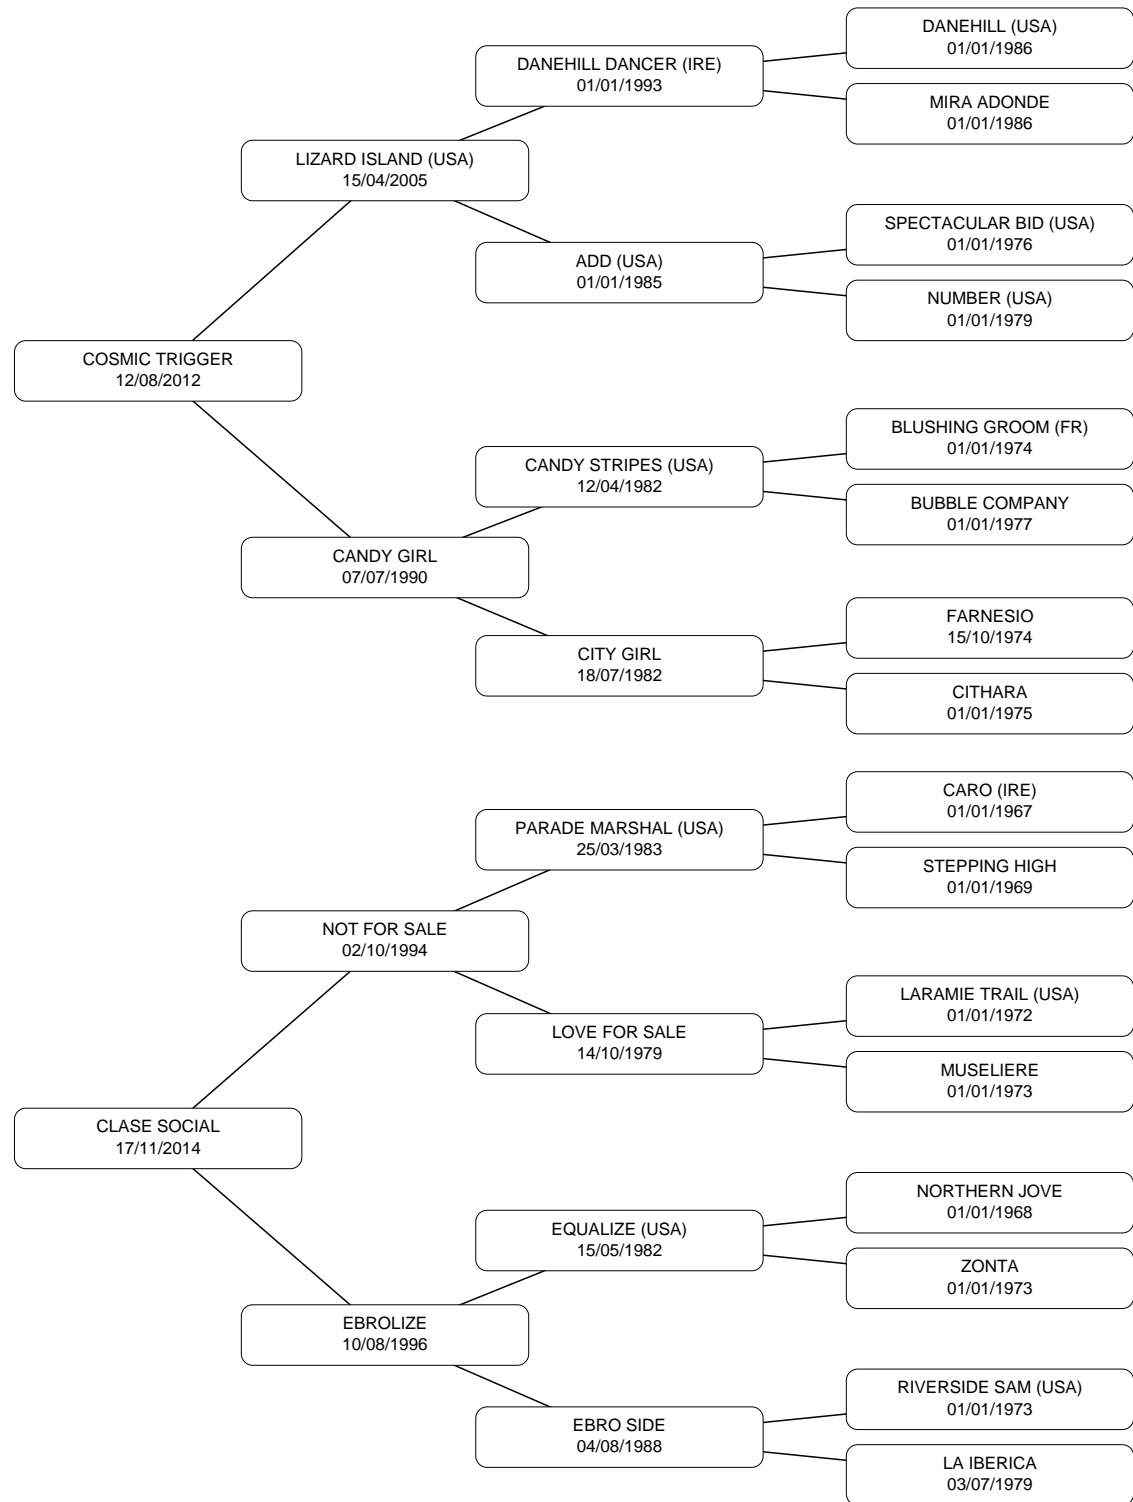 DANEHILL (USA)
01/01/1986
DANEHILL DANCER (IRE)
01/01/1993
MIRA ADONDE
01/01/1986
LIZARD ISLAND (USA)
15/04/2005
SPECTACULAR BID (USA)
01/01/1976
ADD (USA)
01/01/1985
NUMBER (USA)
01/01/1979
COSMIC TRIGGER
12/08/2012
BLUSHING GROOM (FR)
01/01/1974
CANDY STRIPES (USA)
12/04/1982
BUBBLE COMPANY
01/01/1977
CANDY GIRL
07/07/1990
FARNESIO
15/10/1974
CITY GIRL
18/07/1982
CITHARA
01/01/1975
CARO (IRE)
01/01/1967
PARADE MARSHAL (USA)
25/03/1983
STEPPING HIGH
01/01/1969
NOT FOR SALE
02/10/1994
LARAMIE TRAIL (USA)
01/01/1972
LOVE FOR SALE
14/10/1979
MUSELIERE
01/01/1973
CLASE SOCIAL
17/11/2014
NORTHERN JOVE
01/01/1968
EQUALIZE (USA)
15/05/1982
ZONTA
01/01/1973
EBROLIZE
10/08/1996
RIVERSIDE SAM (USA)
01/01/1973
EBRO SIDE
04/08/1988
LA IBERICA
03/07/1979